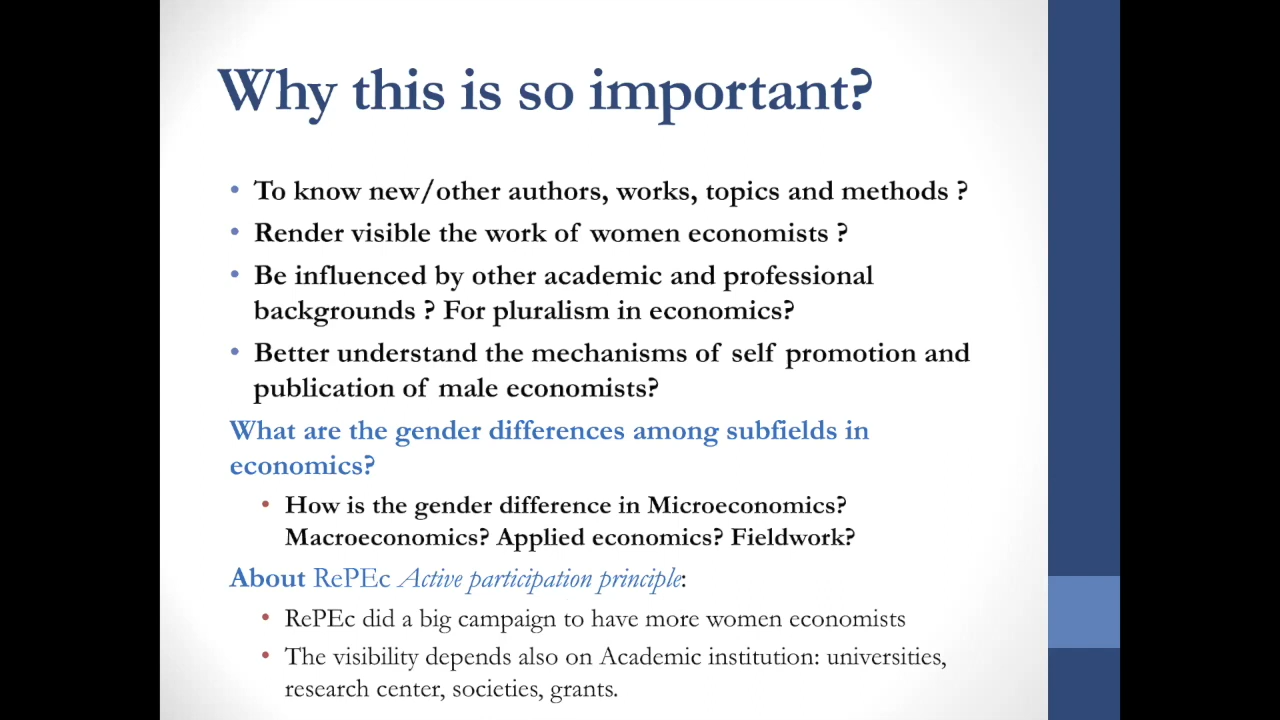 Why this is so important?
• To know new/other authors, works, topics and methods ?
• Render visible the work of women economists ?
• Be influenced by other academic and professional
backgrounds ? For pluralism in economics?
• Better understand the mechanisms of self promotion and
publication of male economists?
What are the gender differences among subfields in
economics?
• How is the gender difference in Microeconomics?
Macroeconomics? Applied economics? Fieldwork?
About RePEc Active participation principle:
• RePEc did a big campaign to have more women economists
• The visibility depends also on Academic institution: universities,
research center, societies, grants.